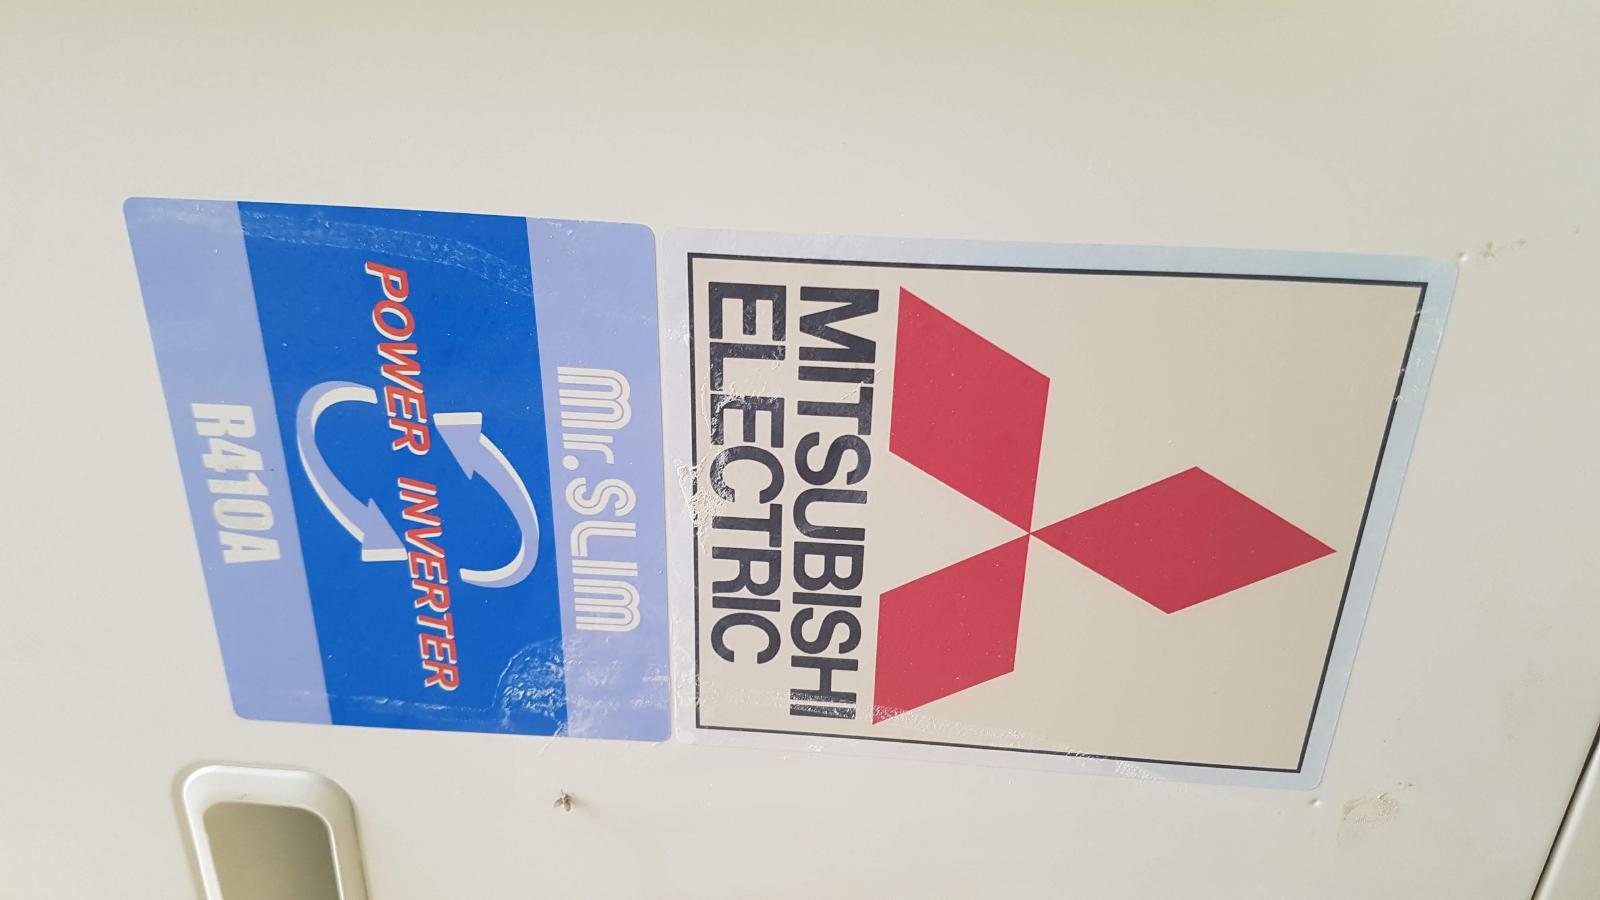 MITSUBISHI
ELECTRIC
Mr.SLIM
POWER INVERTER
R410A